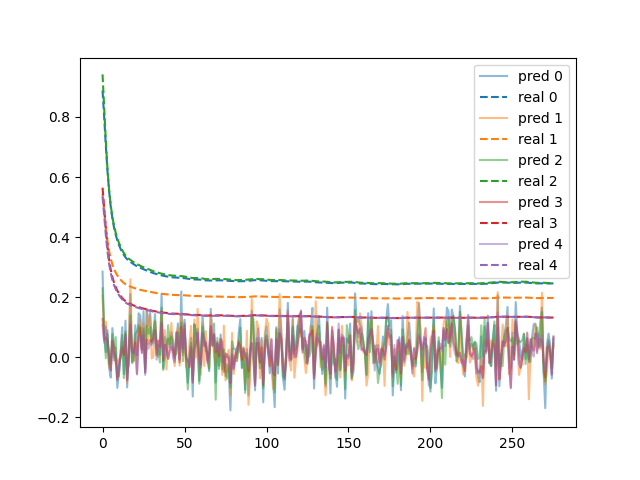 pred 0
real 0
pred 1
real 1
pred 2
real 2
pred 3
real 3
pred 4
real 4
0.8
0.6
0.4
0.2
0.0
−0.2
0 50 100 150 200 250